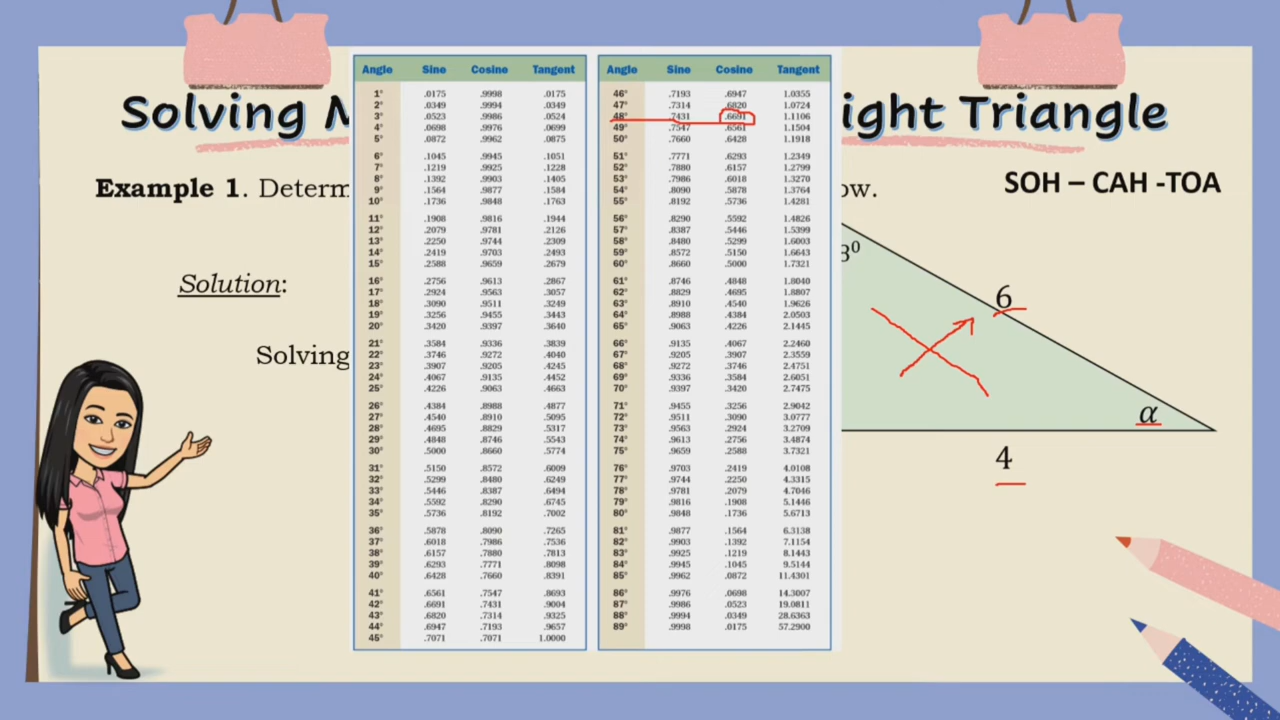 Solving M
ight Triangle
Example 1. Determ
ow.
SOH – CAH -TOA
Solution:
Solving
Angle Sine Cosine Tangent
1° .0175 .9998 .0175
2° .0349 .9994 .0349
3° .0523 .9986 .0524
4° .0698 .9976 .0699
5° .0872 .9962 .0875
6° .1045 .9945 .1051
7° .1219 .9925 .1228
8° .1392 .9903 .1405
9° .1564 .9877 .1584
10° .1736 .9848 .1763
11° .1908 .9816 .1944
12° .2079 .9781 .2126
13° .2250 .9744 .2309
14° .2419 .9703 .2493
15° .2588 .9659 .2679
16° .2756 .9613 .2867
17° .2924 .9563 .3057
18° .3090 .9511 .3249
19° .3256 .9455 .3443
20° .3420 .9397 .3640
21° .3584 .9336 .3839
22° .3746 .9272 .4040
23° .3907 .9205 .4245
24° .4067 .9135 .4452
25° .4226 .9063 .4663
26° .4384 .8988 .4877
27° .4540 .8910 .5095
28° .4695 .8829 .5317
29° .4848 .8746 .5543
30° .5000 .8660 .5774
31° .5150 .8572 .6009
32° .5299 .8480 .6249
33° .5446 .8387 .6494
34° .5592 .8290 .6745
35° .5736 .8192 .7002
36° .5878 .8090 .7265
37° .6018 .7986 .7536
38° .6157 .7880 .7813
39° .6293 .7771 .8098
40° .6428 .7660 .8391
41° .6561 .7547 .8693
42° .6691 .7431 .9004
43° .6820 .7314 .9325
44° .6947 .7193 .9657
45° .7071 .7071 1.0000
Angle Sine Cosine Tangent
46° .7193 .6947 1.0355
47° .7314 .6820 1.0724
48° .7431 .6691 1.1106
49° .7547 .6561 1.1504
50° .7660 .6428 1.1918
51° .7771 .6293 1.2349
52° .7880 .6157 1.2799
53° .7986 .6018 1.3270
54° .8090 .5878 1.3764
55° .8192 .5736 1.4281
56° .8290 .5592 1.4826
57° .8387 .5446 1.5399
58° .8480 .5299 1.6003
59° .8572 .5150 1.6643
60° .8660 .5000 1.7321
61° .8746 .4848 1.8040
62° .8829 .4695 1.8807
63° .8910 .4540 1.9626
64° .8988 .4384 2.0503
65° .9063 .4226 2.1445
66° .9135 .4067 2.2460
67° .9205 .3907 2.3559
68° .9272 .3746 2.4751
69° .9336 .3584 2.6051
70° .9397 .3420 2.7475
71° .9455 .3256 2.9042
72° .9511 .3090 3.0777
73° .9563 .2924 3.2709
74° .9613 .2756 3.4874
75° .9659 .2588 3.7321
76° .9703 .2419 4.0108
77° .9744 .2250 4.3315
78° .9781 .2079 4.7046
79° .9816 .1908 5.1446
80° .9848 .1736 5.6713
81° .9877 .1564 6.3138
82° .9903 .1392 7.1154
83° .9925 .1219 8.1443
84° .9945 .1045 9.5144
85° .9962 .0872 11.4301
86° .9976 .0698 14.3007
87° .9986 .0523 19.0811
88° .9994 .0349 28.6363
89° .9998 .0175 57.2900
3⁰
6
α
4